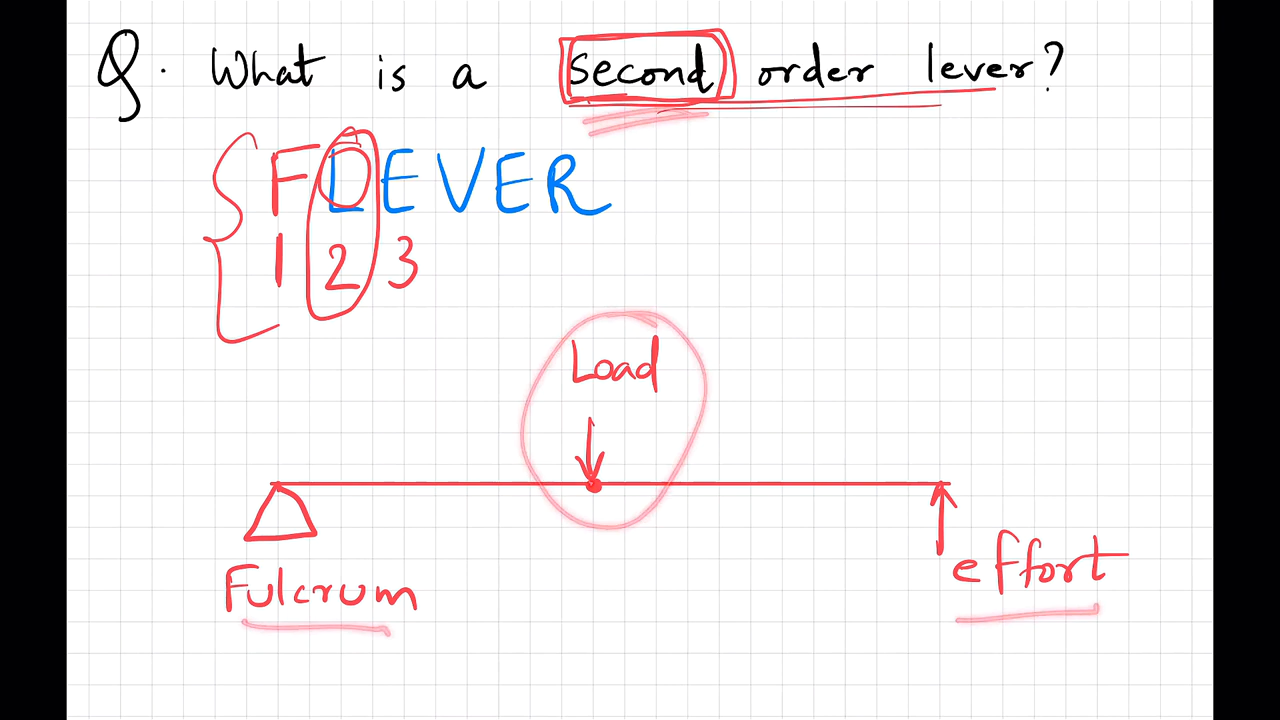 Q. What is a second order lever?
FLEVER
1 2 3
Load
effort
Fulcrum